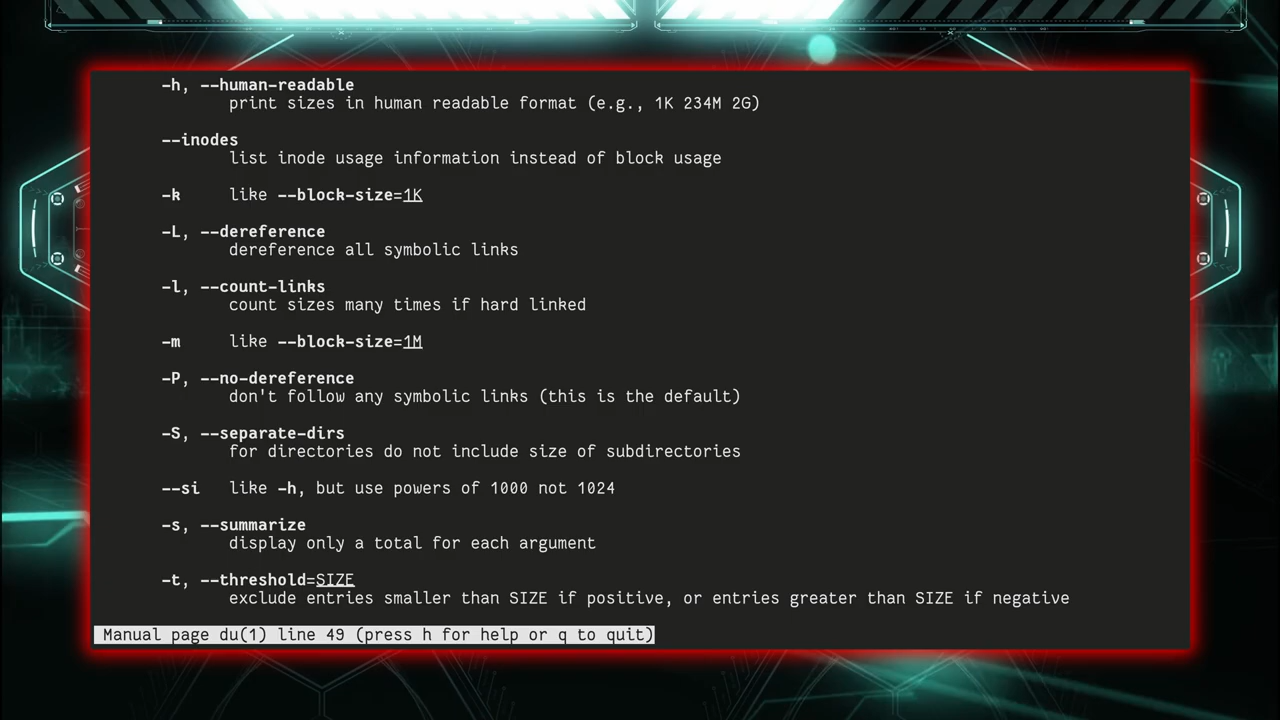 -h, --human-readable
print sizes in human readable format (e.g., 1K 234M 2G)
--inodes
list inode usage information instead of block usage
-k like --block-size=1K
-L, --dereference
dereference all symbolic links
-l, --count-links
count sizes many times if hard linked
-m like --block-size=1M
-P, --no-dereference
don't follow any symbolic links (this is the default)
-S, --separate-dirs
for directories do not include size of subdirectories
--si like -h, but use powers of 1000 not 1024
-s, --summarize
display only a total for each argument
-t, --threshold=SIZE
exclude entries smaller than SIZE if positive, or entries greater than SIZE if negative
Manual page du(1) line 49 (press h for help or q to quit)